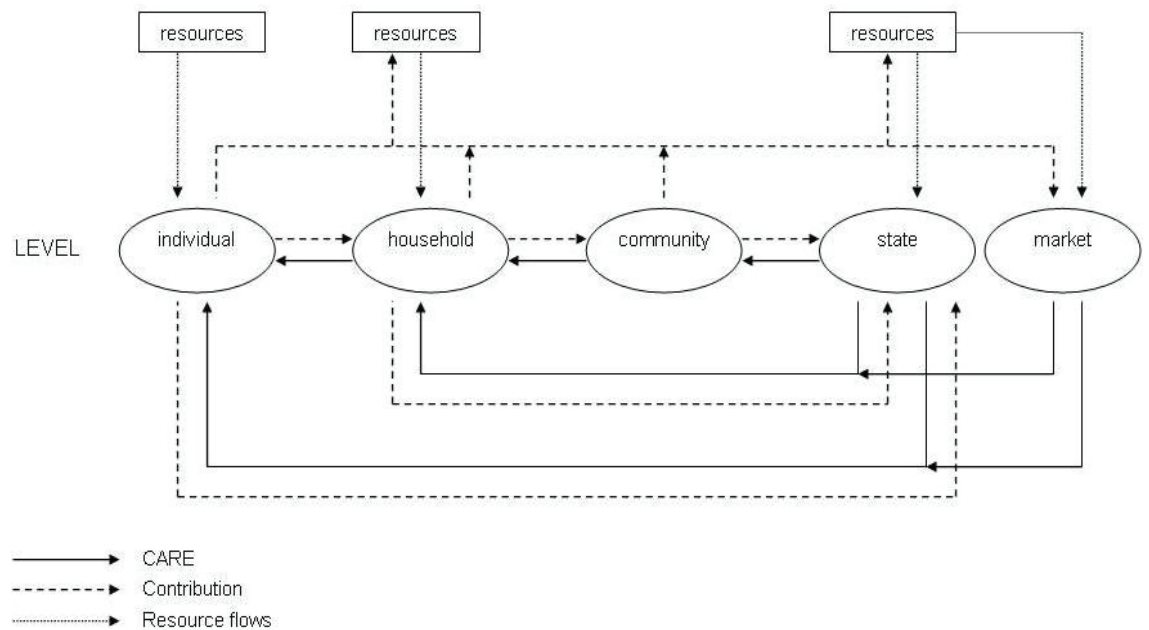 resources
resources
resources
LEVEL
individual
household
community
state
market
CARE
Contribution
Resource flows